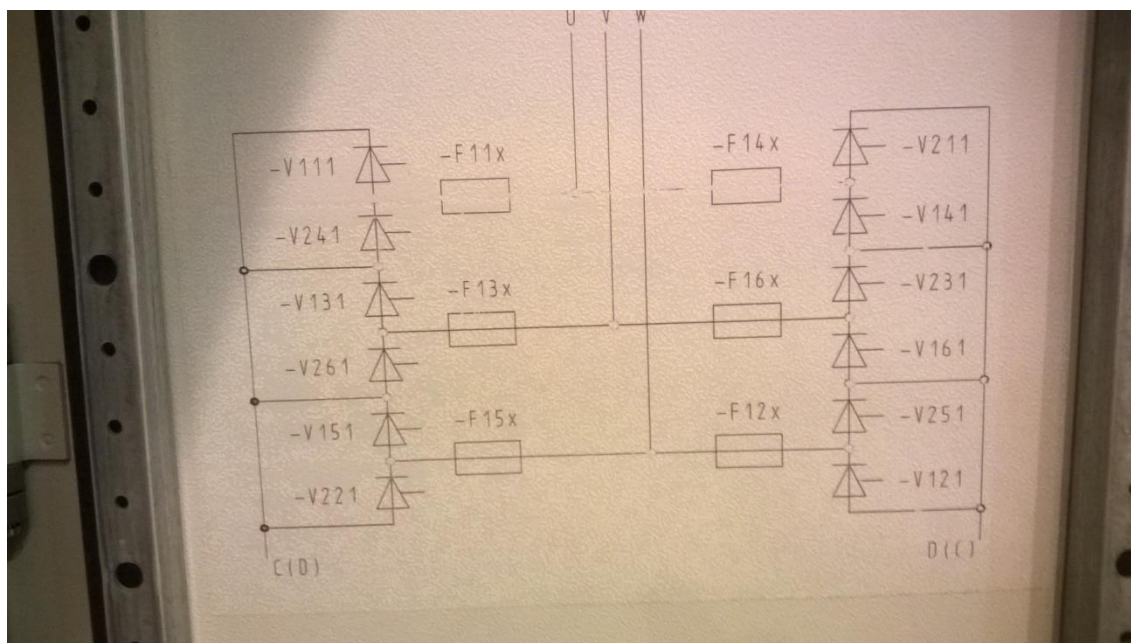 U V W
-V111 -F11x -F14x -V211
-V241 -V141
-V131 -F13x -F16x -V231
-V261 -V161
-V151 -F15x -F12x -V251
-V221 -V121
C(D) D(C)